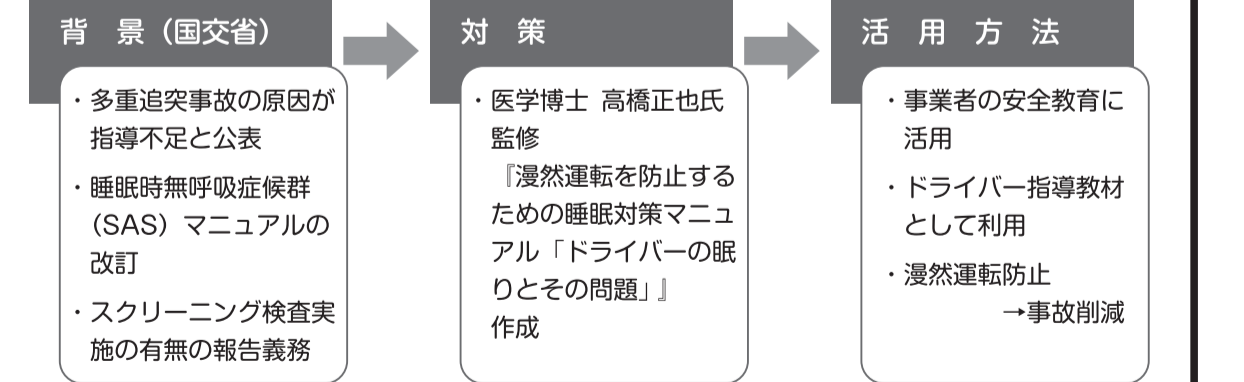 背 景（国交省）
・多重追突事故の原因が
指導不足と公表
・睡眠時無呼吸症候群
（SAS）マニュアルの
改訂
・スクリーニング検査実
施の有無の報告義務
対 策
・医学博士 高橋正也氏
監修
『漫然運転を防止する
ための睡眠対策マニュ
アル「ドライバーの眠
りとその問題」』
作成
活 用 方 法
・事業者の安全教育に
活用
・ドライバー指導教材
として利用
・漫然運転防止
→事故削減